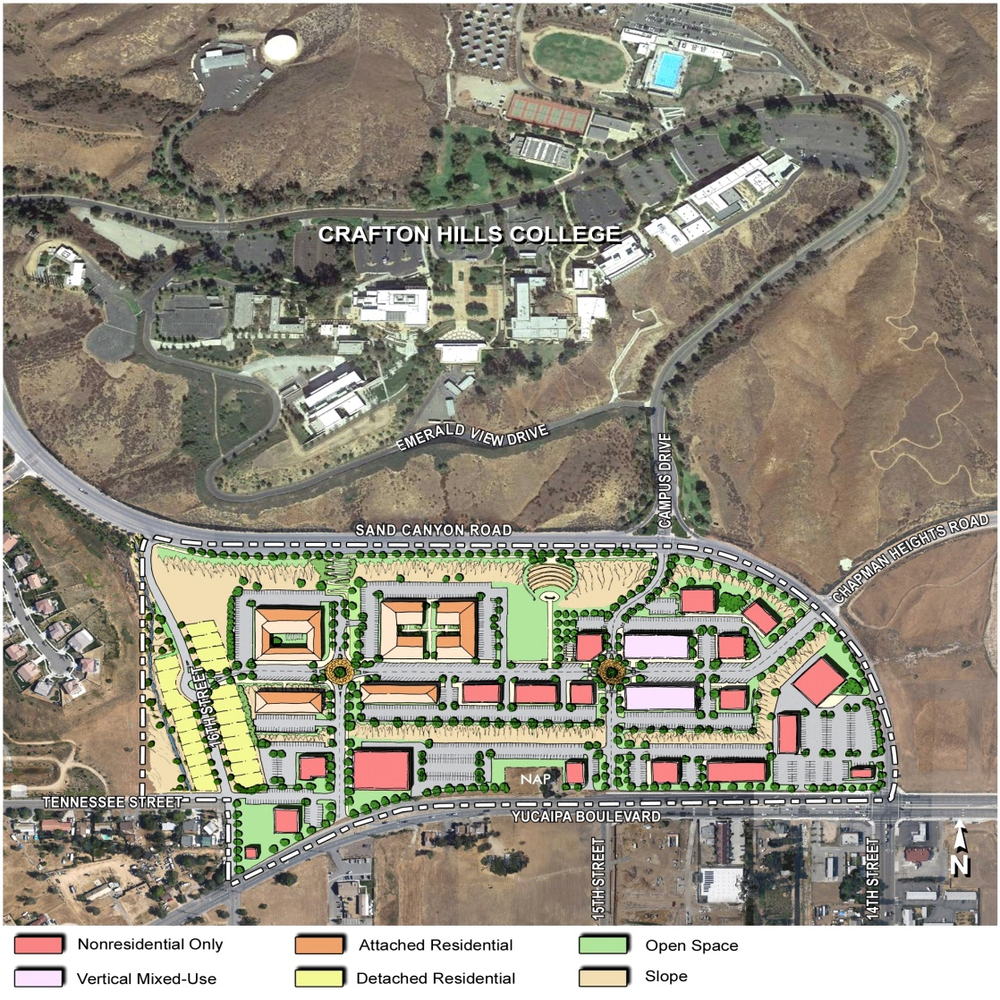 CRAFTON HILLS COLLEGE
EMERALD VIEW DRIVE
CAMPUS DRIVE
SAND CANYON ROAD
CHAPMAN HEIGHTS ROAD
16TH STREET
NAP
TENNESSEE STREET
YUCAIPA BOULEVARD
15TH STREET
14TH STREET
N
Nonresidential Only
Attached Residential
Open Space
Vertical Mixed-Use
Detached Residential
Slope